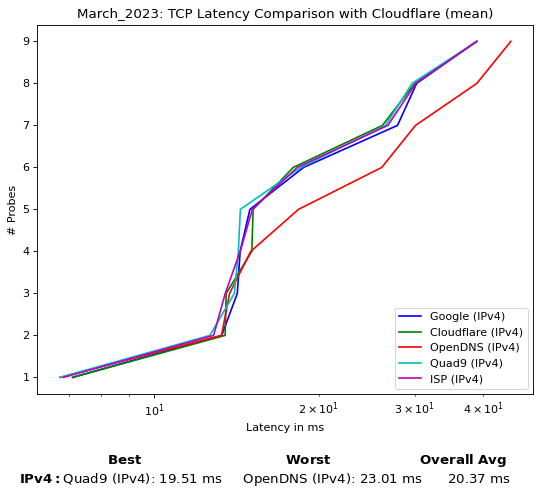 March_2023: TCP Latency Comparison with Cloudflare (mean)
9
8
7
6
5
4
3
2
1
# Probes
Google (IPv4)
Cloudflare (IPv4)
OpenDNS (IPv4)
Quad9 (IPv4)
ISP (IPv4)
10¹ 2 × 10¹ 3 × 10¹ 4 × 10¹
Latency in ms
Best Worst Overall Avg
IPv4: Quad9 (IPv4): 19.51 ms OpenDNS (IPv4): 23.01 ms 20.37 ms